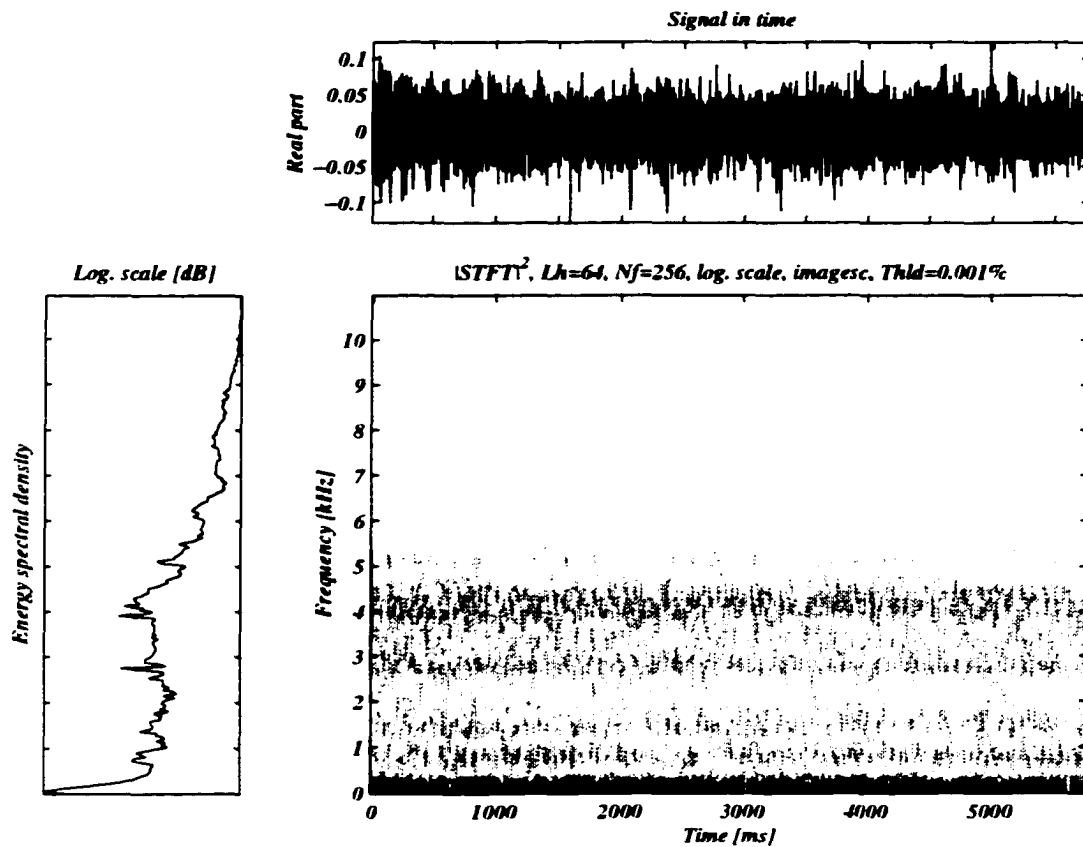 Signal in time
Real part
0.1
0.05
0
−0.05
−0.1
Log. scale [dB]
Energy spectral density
|STFT|², Lh=64, Nf=256, log. scale, imagesc, Thld=0.001%
Frequency [kHz]
10
9
8
7
6
5
4
3
2
1
0
0 1000 2000 3000 4000 5000
Time [ms]